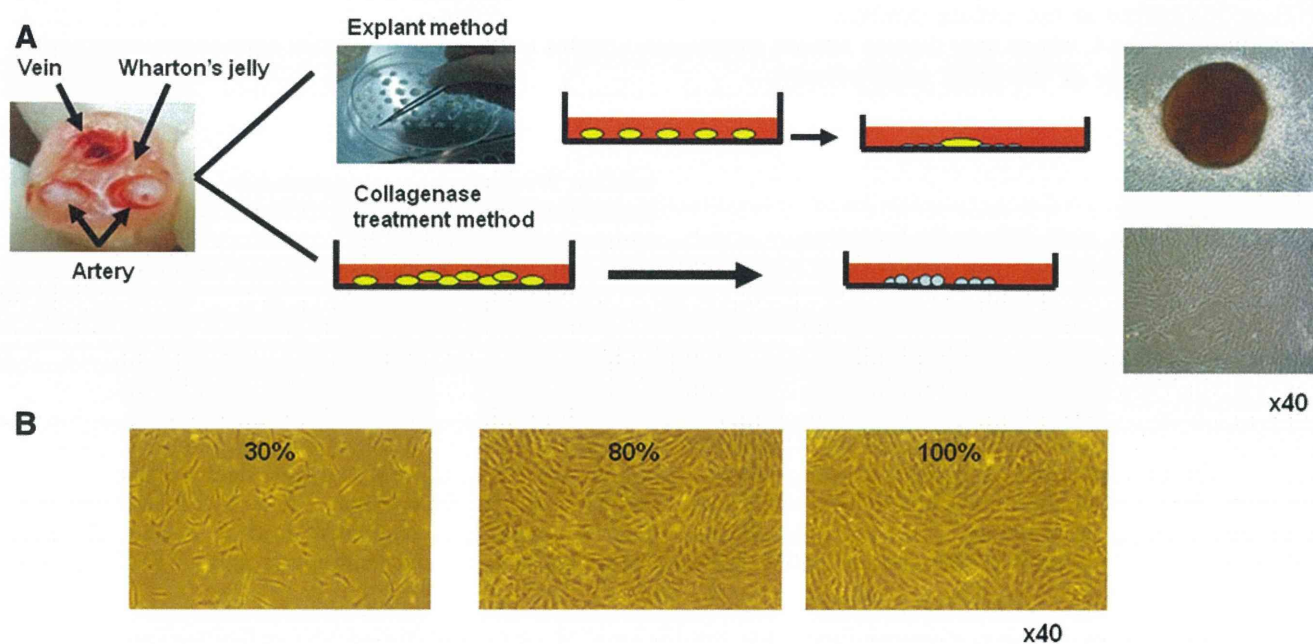 A
Vein
Wharton's jelly
Artery
Explant method
Collagenase
treatment method
x40
B
30%
80%
100%
x40